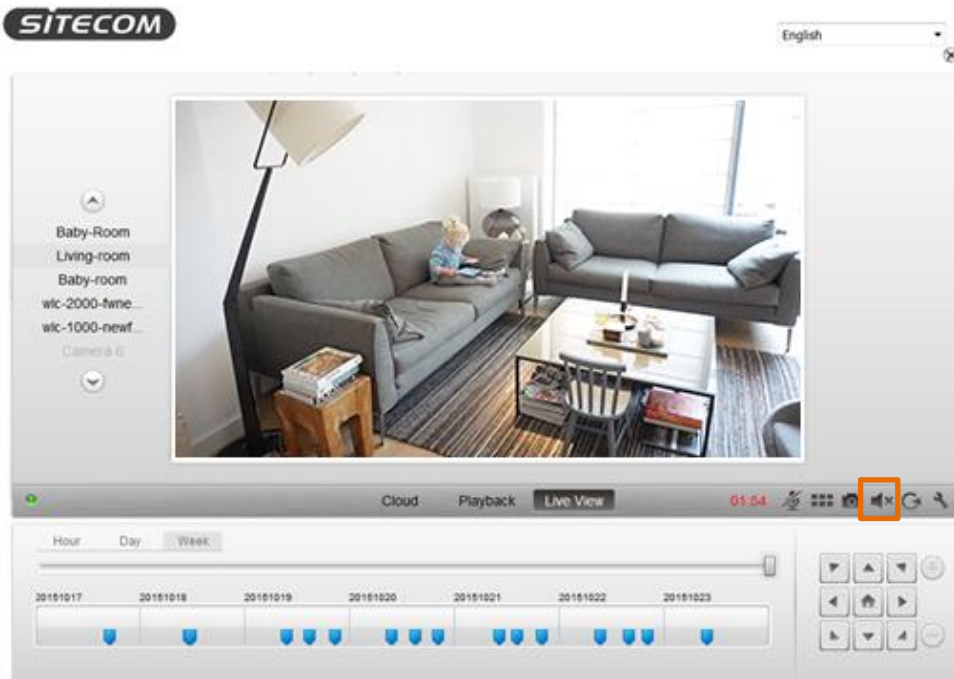 SITECOM
English
Baby-Room
Living-room
Baby-room
wlc-2000-fwne...
wlc-1000-newf...
Camera 6
Cloud Playback Live View 01:54
Hour Day Week
20151017 20151018 20151019 20151020 20151021 20151022 20151023